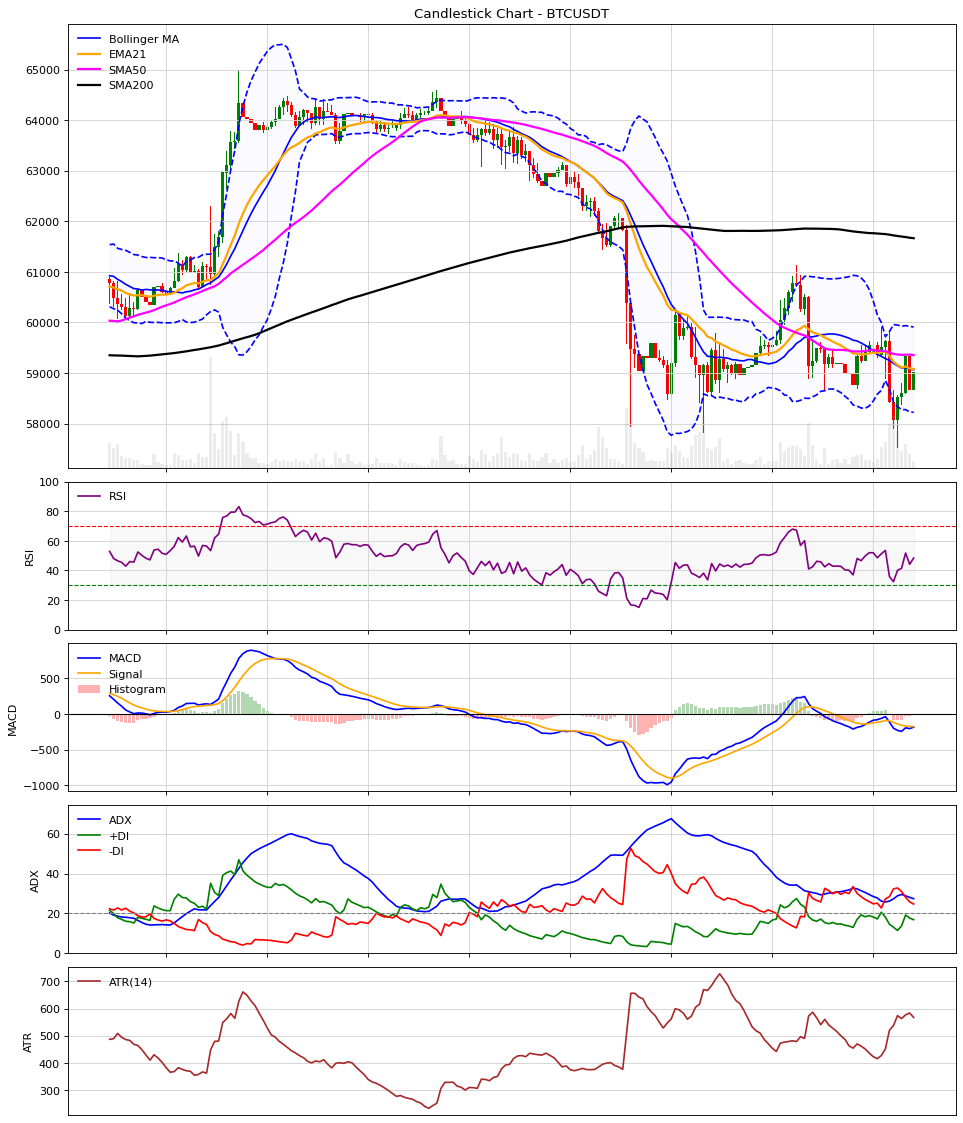 Candlestick Chart - BTCUSDT
Bollinger MA
EMA21
SMA50
SMA200
65000
64000
63000
62000
61000
60000
59000
58000
RSI
100
80
60
40
20
0
RSI
MACD
Signal
Histogram
500
0
−500
−1000
MACD
ADX
+DI
-DI
60
40
20
0
ADX
ATR(14)
700
600
500
400
300
ATR